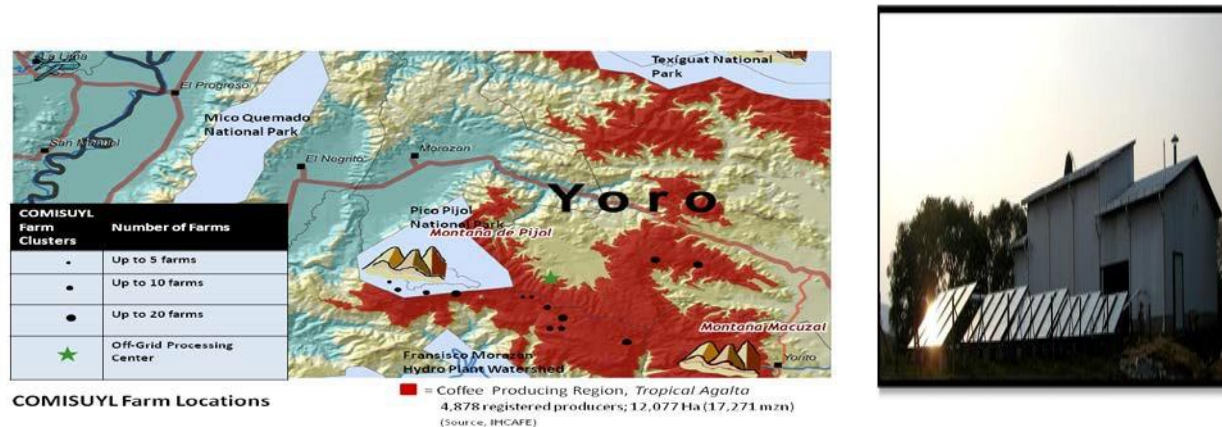 La Lima
El Progreso
San Manuel
Mico Quemado
National Park
El Negrito
Morazan
Texiguat National
Park
Yoro
Pico Pijol
National Park
Montaña de Pijol
Montaña Macuzal
Yorito
Fransisco Morazan
Hydro Plant Watershed
COMISUYL
Farm
Clusters
Number of Farms
Up to 5 farms
Up to 10 farms
Up to 20 farms
Off-Grid Processing
Center
COMISUYL Farm Locations
= Coffee Producing Region, Tropical Agalta
4,878 registered producers; 12,077 Ha (17,271 mzn)
(Source, IHCAFE)